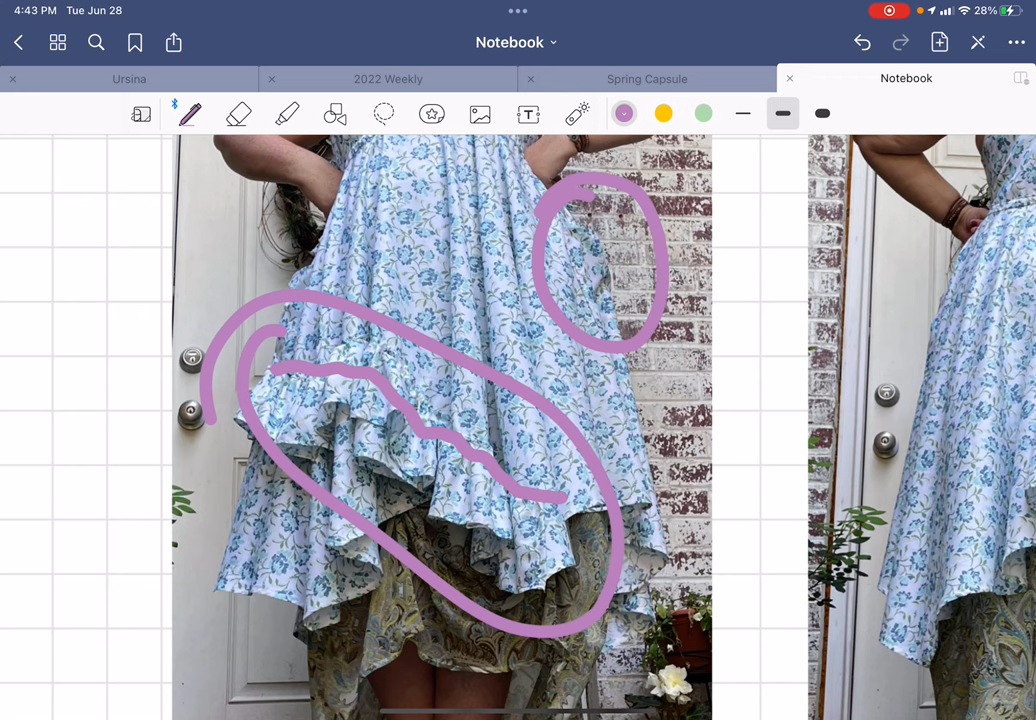 4:43 PM Tue Jun 28
28%
Notebook
Ursina
2022 Weekly
Spring Capsule
Notebook
T